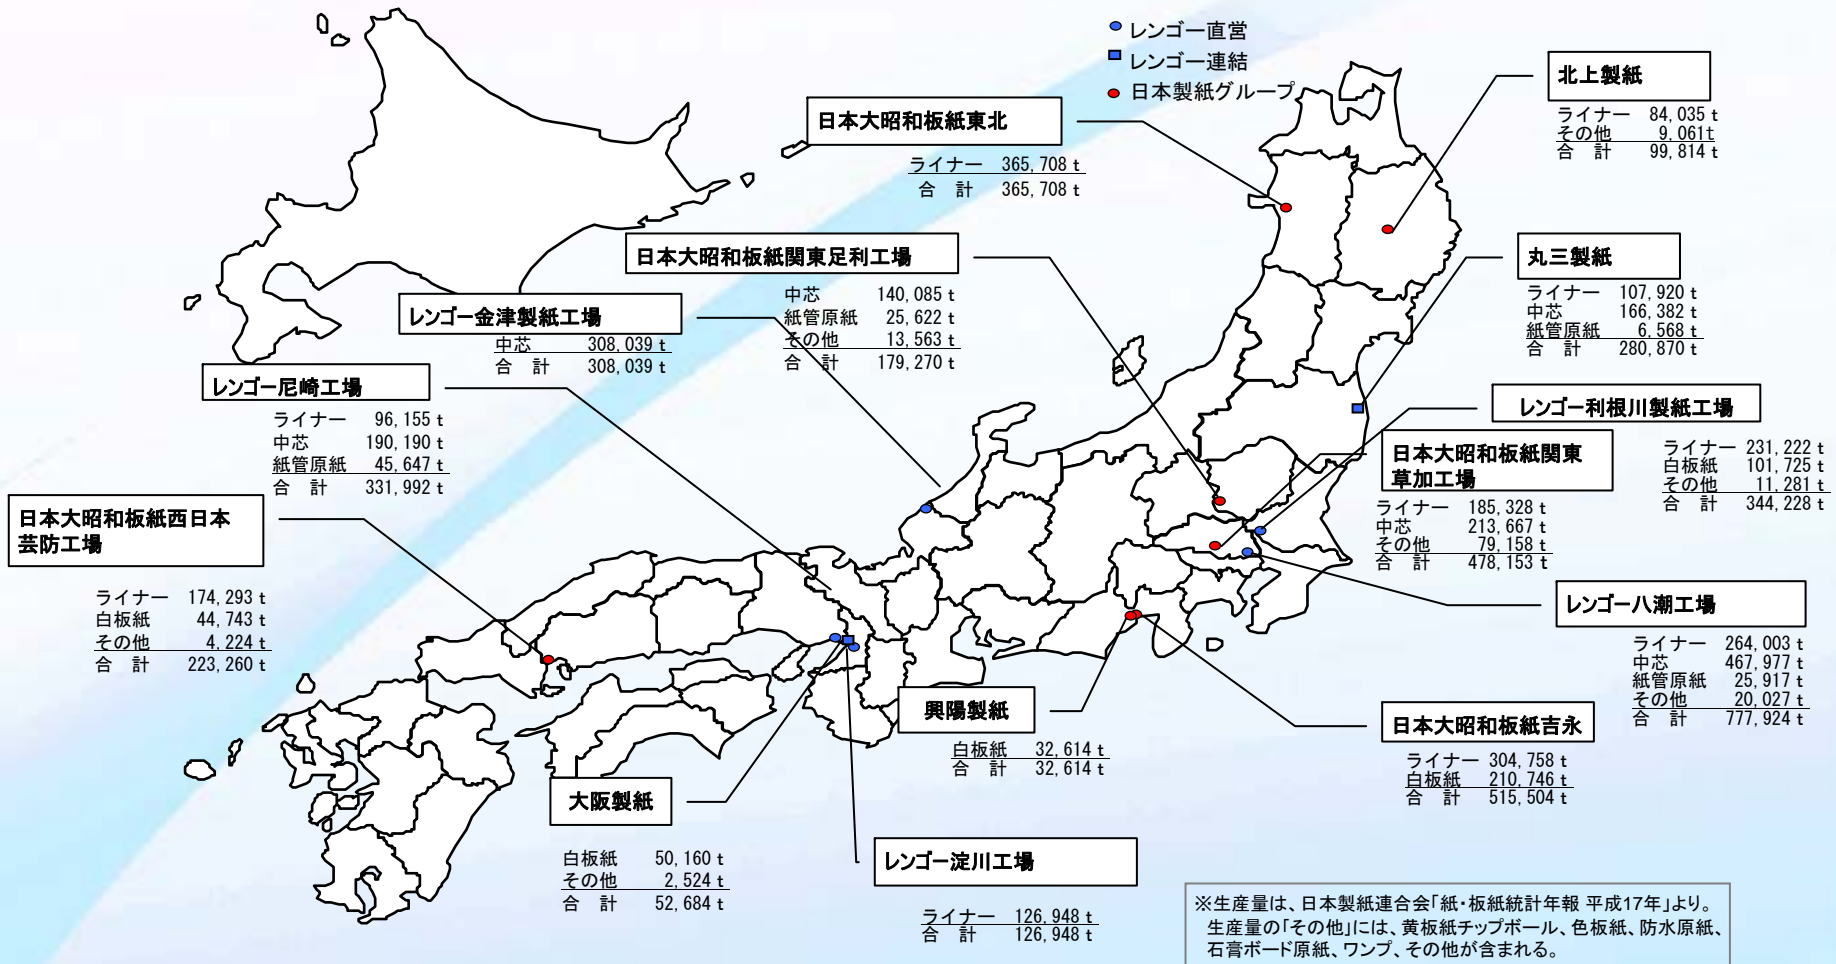 レンゴー直営
レンゴー連結
日本製紙グループ
北上製紙
ライナー 84,035 t
その他 9,061t
合 計 99,814 t
日本大昭和板紙東北
ライナー 365,708 t
合 計 365,708 t
日本大昭和板紙関東足利工場
中芯 140,085 t
紙管原紙 25,622 t
その他 13,563 t
合 計 179,270 t
丸三製紙
ライナー 107,920 t
中芯 166,382 t
紙管原紙 6,568 t
合 計 280,870 t
レンゴー金津製紙工場
中芯 308,039 t
合 計 308,039 t
レンゴー尼崎工場
ライナー 96,155 t
中芯 190,190 t
紙管原紙 45,647 t
合 計 331,992 t
レンゴー利根川製紙工場
ライナー 231,222 t
白板紙 101,725 t
その他 11,281 t
合 計 344,228 t
日本大昭和板紙関東
草加工場
ライナー 185,328 t
中芯 213,667 t
その他 79,158 t
合 計 478,153 t
日本大昭和板紙西日本
芸防工場
ライナー 174,293 t
白板紙 44,743 t
その他 4,224 t
合 計 223,260 t
レンゴー八潮工場
ライナー 264,003 t
中芯 467,977 t
紙管原紙 25,917 t
その他 20,027 t
合 計 777,924 t
興陽製紙
白板紙 32,614 t
合 計 32,614 t
日本大昭和板紙吉永
ライナー 304,758 t
白板紙 210,746 t
合 計 515,504 t
大阪製紙
白板紙 50,160 t
その他 2,524 t
合 計 52,684 t
レンゴー淀川工場
ライナー 126,948 t
合 計 126,948 t
※生産量は、日本製紙連合会「紙・板紙統計年報 平成17年」より。
生産量の「その他」には、黄板紙チップボール、色板紙、防水原紙、
石膏ボード原紙、ワンプ、その他が含まれる。